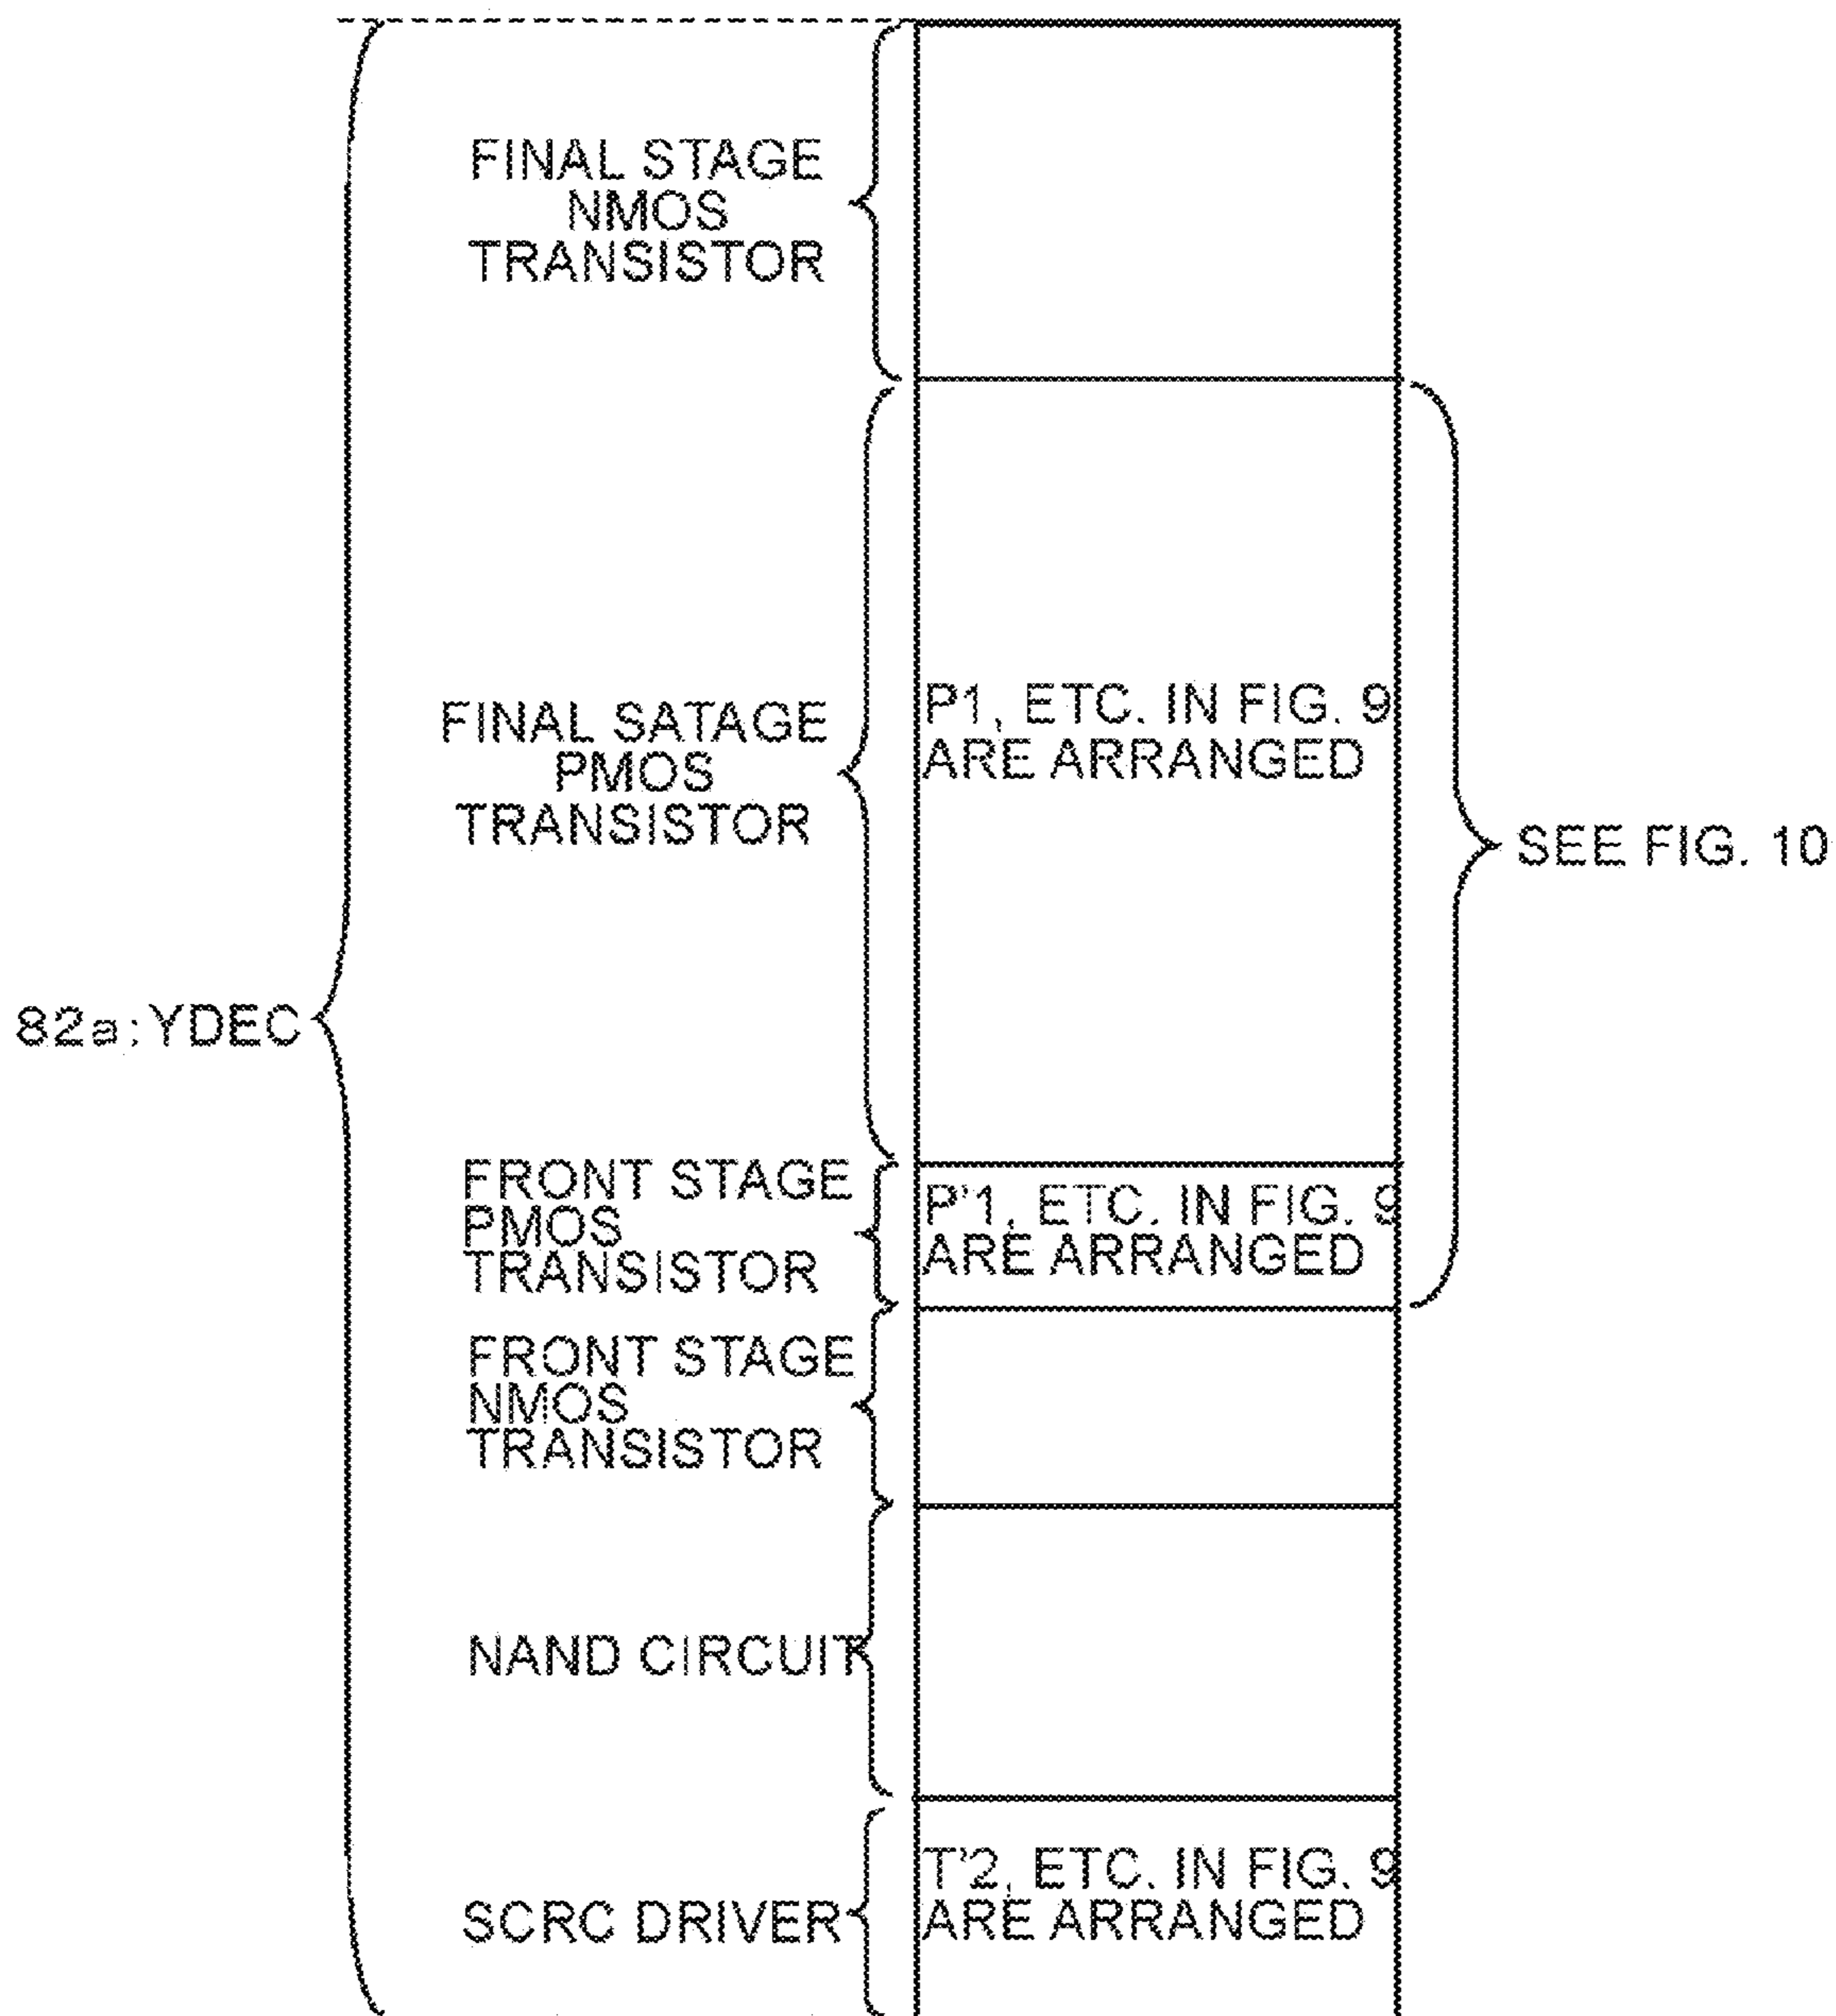 FINAL STAGE
NMOS
TRANSISTOR
FINAL SATAGE
PMOS
TRANSISTOR
P1, ETC. IN FIG. 9
ARE ARRANGED
SEE FIG. 10
82a;YDEC
FRONT STAGE
PMOS
TRANSISTOR
P'1, ETC. IN FIG. 9
ARE ARRANGED
FRONT STAGE
NMOS
TRANSISTOR
NAND CIRCUIT
SCRC DRIVER
T'2, ETC. IN FIG. 9
ARE ARRANGED